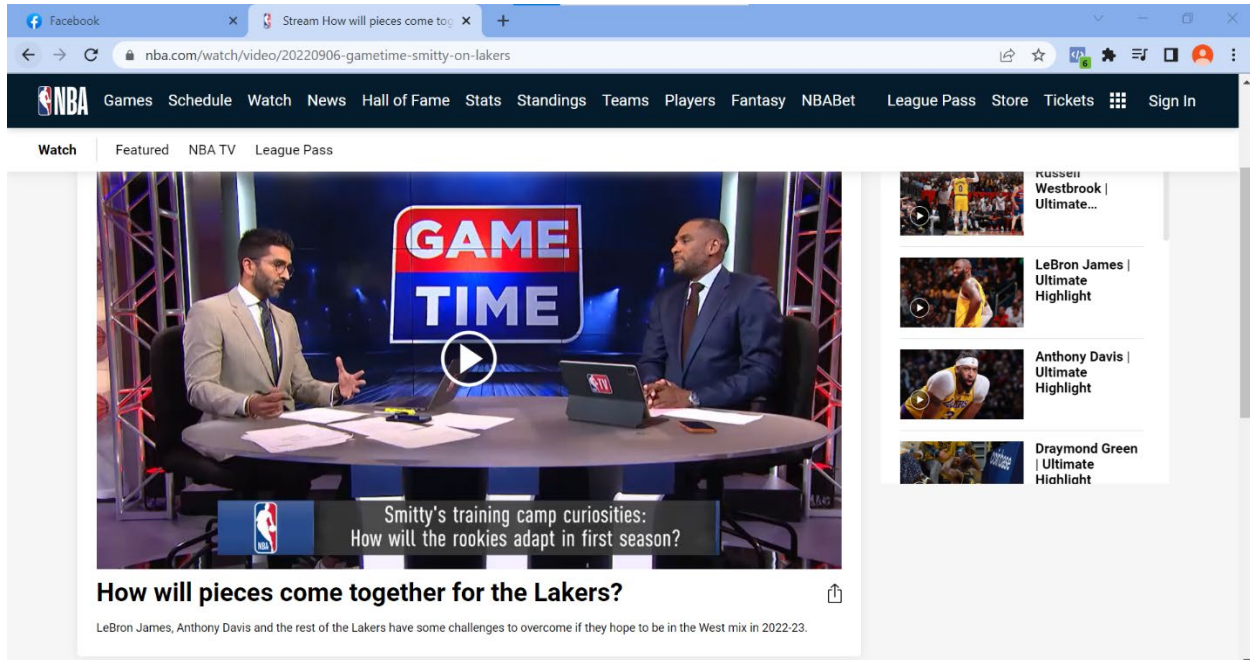 Facebook
Stream How will pieces come tog
nba.com/watch/video/20220906-gametime-smitty-on-lakers
6
NBA Games Schedule Watch News Hall of Fame Stats Standings Teams Players Fantasy NBABet League Pass Store Tickets Sign In
Watch Featured NBA TV League Pass
GAME
TIME
Smitty's training camp curiosities:
How will the rookies adapt in first season?
NBA
How will pieces come together for the Lakers?
LeBron James, Anthony Davis and the rest of the Lakers have some challenges to overcome if they hope to be in the West mix in 2022-23.
Russell
Westbrook |
Ultimate...
LeBron James |
Ultimate
Highlight
Anthony Davis |
Ultimate
Highlight
Draymond Green
| Ultimate
Highlight